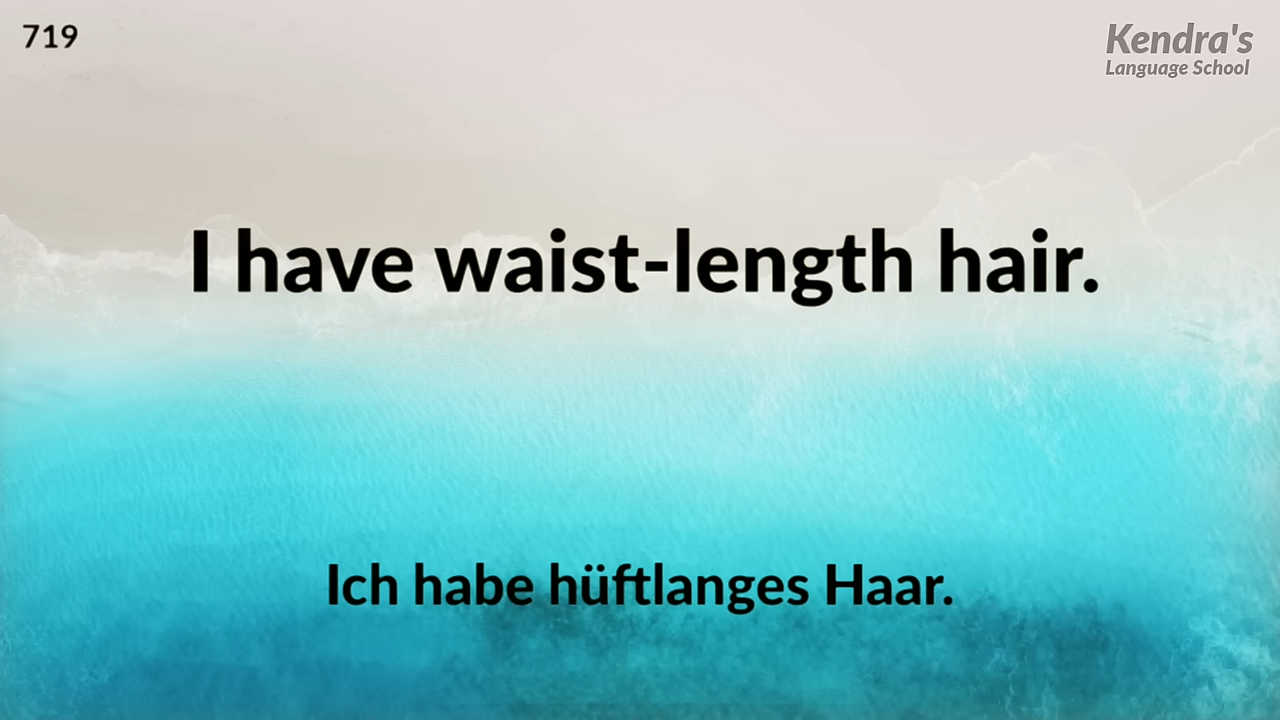 719
Kendra's
Language School
I have waist-length hair.
Ich habe hüftlanges Haar.